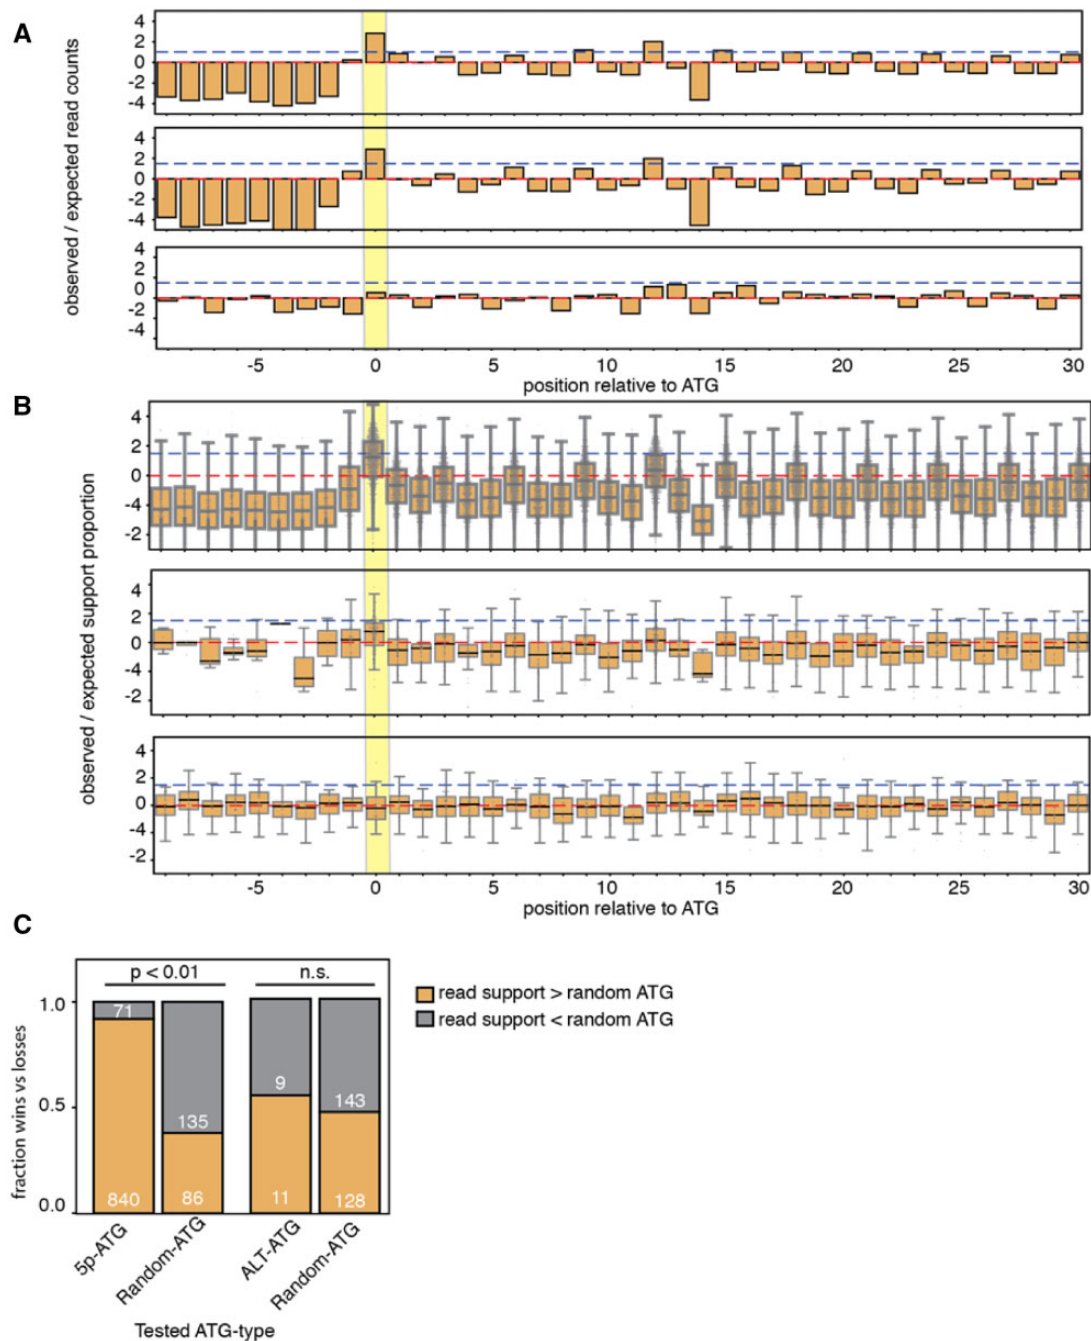 A
observed / expected read counts
4
2
0
-2
-4
4
2
0
-2
-4
4
2
0
-2
-4
-5 0 5 10 15 20 25 30
position relative to ATG
B
observed / expected support proportion
4
2
0
-4
-2
4
2
0
-4
-2
4
2
0
-4
-2
-5 0 5 10 15 20 25 30
position relative to ATG
C
p < 0.01 n.s.
read support > random ATG
read support < random ATG
fraction wins vs losses
1.0
0.5
0.0
71
135
9
143
840
86
11
128
5p-ATG
Random-ATG
ALT-ATG
Random-ATG
Tested ATG-type